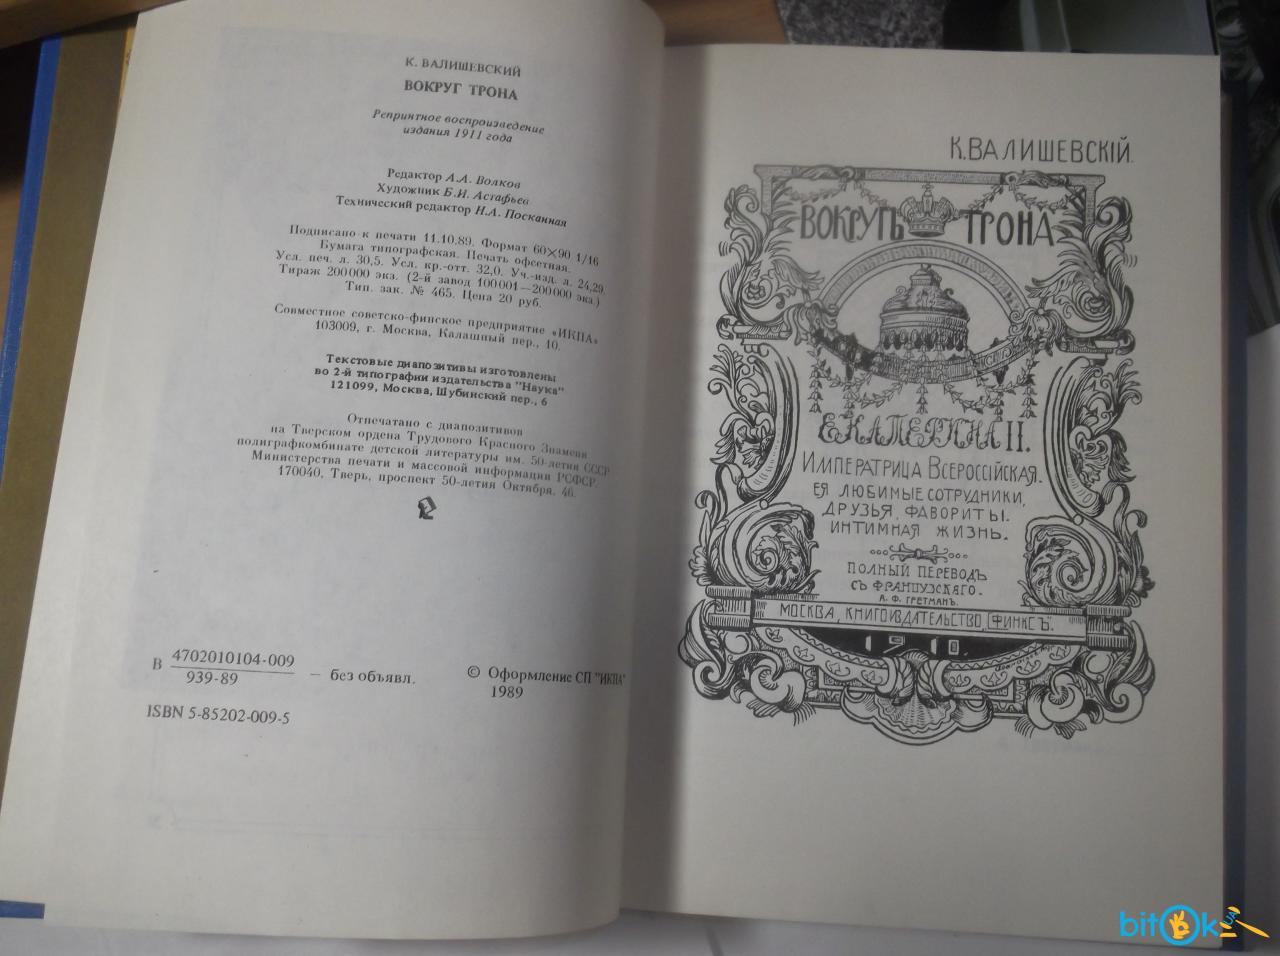 К. ВАЛИШЕВСКИЙ
ВОКРУГ ТРОНА
Репринтное воспроизведение
издания 1911 года
Редактор А.А. Волков
Художник Б.И. Астафьев
Технический редактор Н.А. Посканная
Подписано к печати 11.10.89. Формат 60×90 1/16
Бумага типографская. Печать офсетная.
Усл. печ. л. 30,5. Усл. кр.-отт. 32,0. Уч.-изд. л. 24,29.
Тираж 200000 экз. (2-й завод 100001—200000 экз.)
Тип. зак. № 465. Цена 20 руб.
Совместное советско-финское предприятие «ИКПА»
103009, г. Москва, Калашный пер., 10.
Текстовые диапозитивы изготовлены
во 2-й типографии издательства "Наука"
121099, Москва, Шубинский пер., 6
Отпечатано с диапозитивов
на Тверском ордена Трудового Красного Знамени
полиграфкомбинате детской литературы им. 50-летия СССР
Министерства печати и массовой информации РСФСР.
170040, Тверь, проспект 50-летия Октября, 46.
В 4702010104-009
939-89
– без объявл.
© Оформление СП "ИКПА"
1989
ISBN 5-85202-009-5
К. ВАЛИШЕВСКІЙ.
ВОКРУГЪ ТРОНА
ЕКАТЕРИНА II.
ИМПЕРАТРИЦА ВСЕРОССІЙСКАЯ.
ЕЯ ЛЮБИМЫЕ СОТРУДНИКИ,
ДРУЗЬЯ, ФАВОРИТЫ.
ИНТИМНАЯ ЖИЗНЬ.
ПОЛНЫЙ ПЕРЕВОДЪ
СЪ ФРАНЦУЗСКАГО.
А. Ф. ГРЕТМАНЪ.
МОСКВА, КНИГОИЗДАТЕЛЬСТВО, ФИНКСЪ.
1910.
bitok.ua